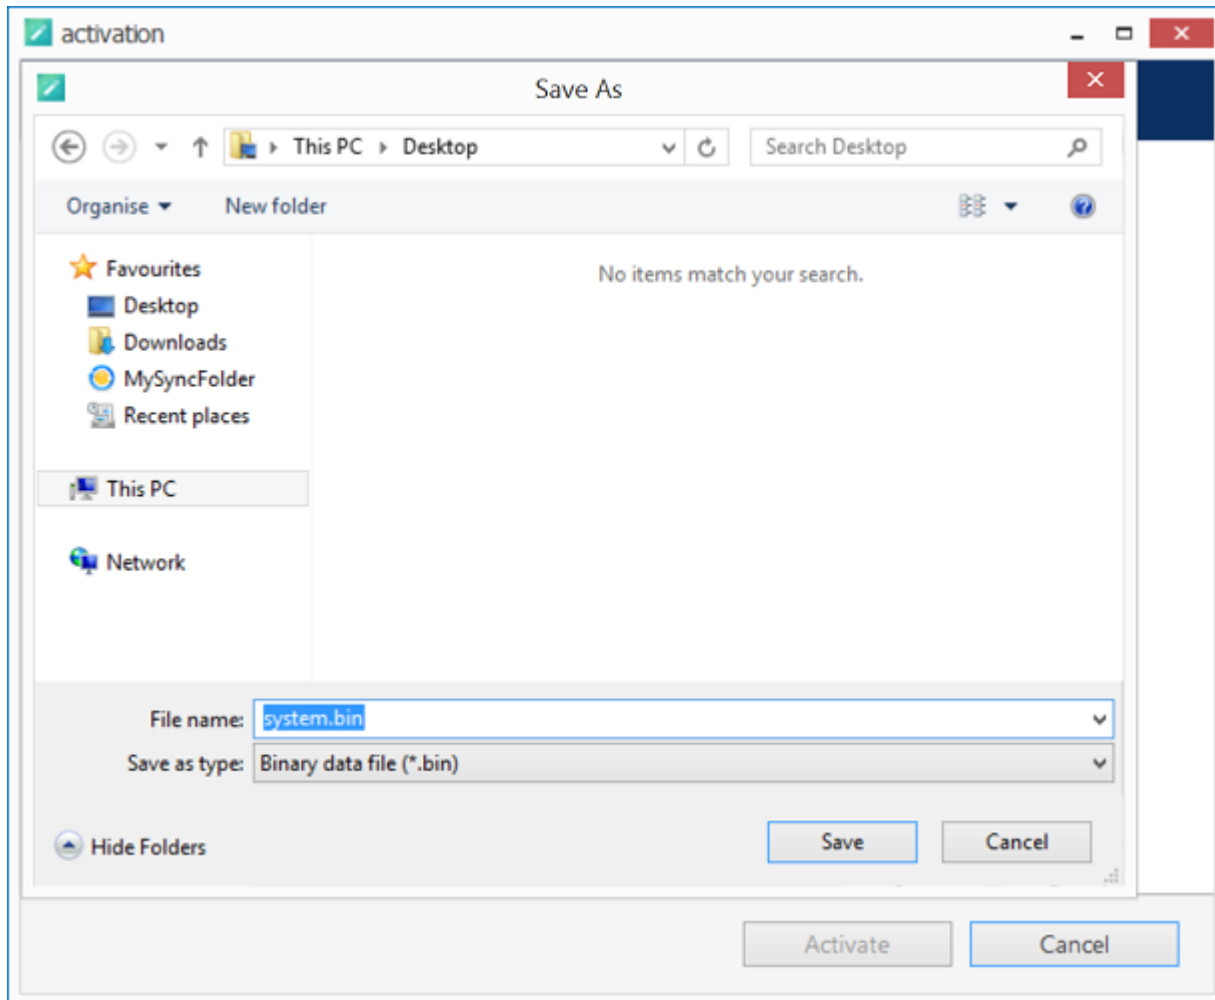 activation
Save As
This PC Desktop
Search Desktop
Organise
New folder
Favourites
Desktop
Downloads
MySyncFolder
Recent places
This PC
Network
No items match your search.
File name: system.bin
Save as type: Binary data file (*.bin)
Hide Folders
Save
Cancel
Activate
Cancel